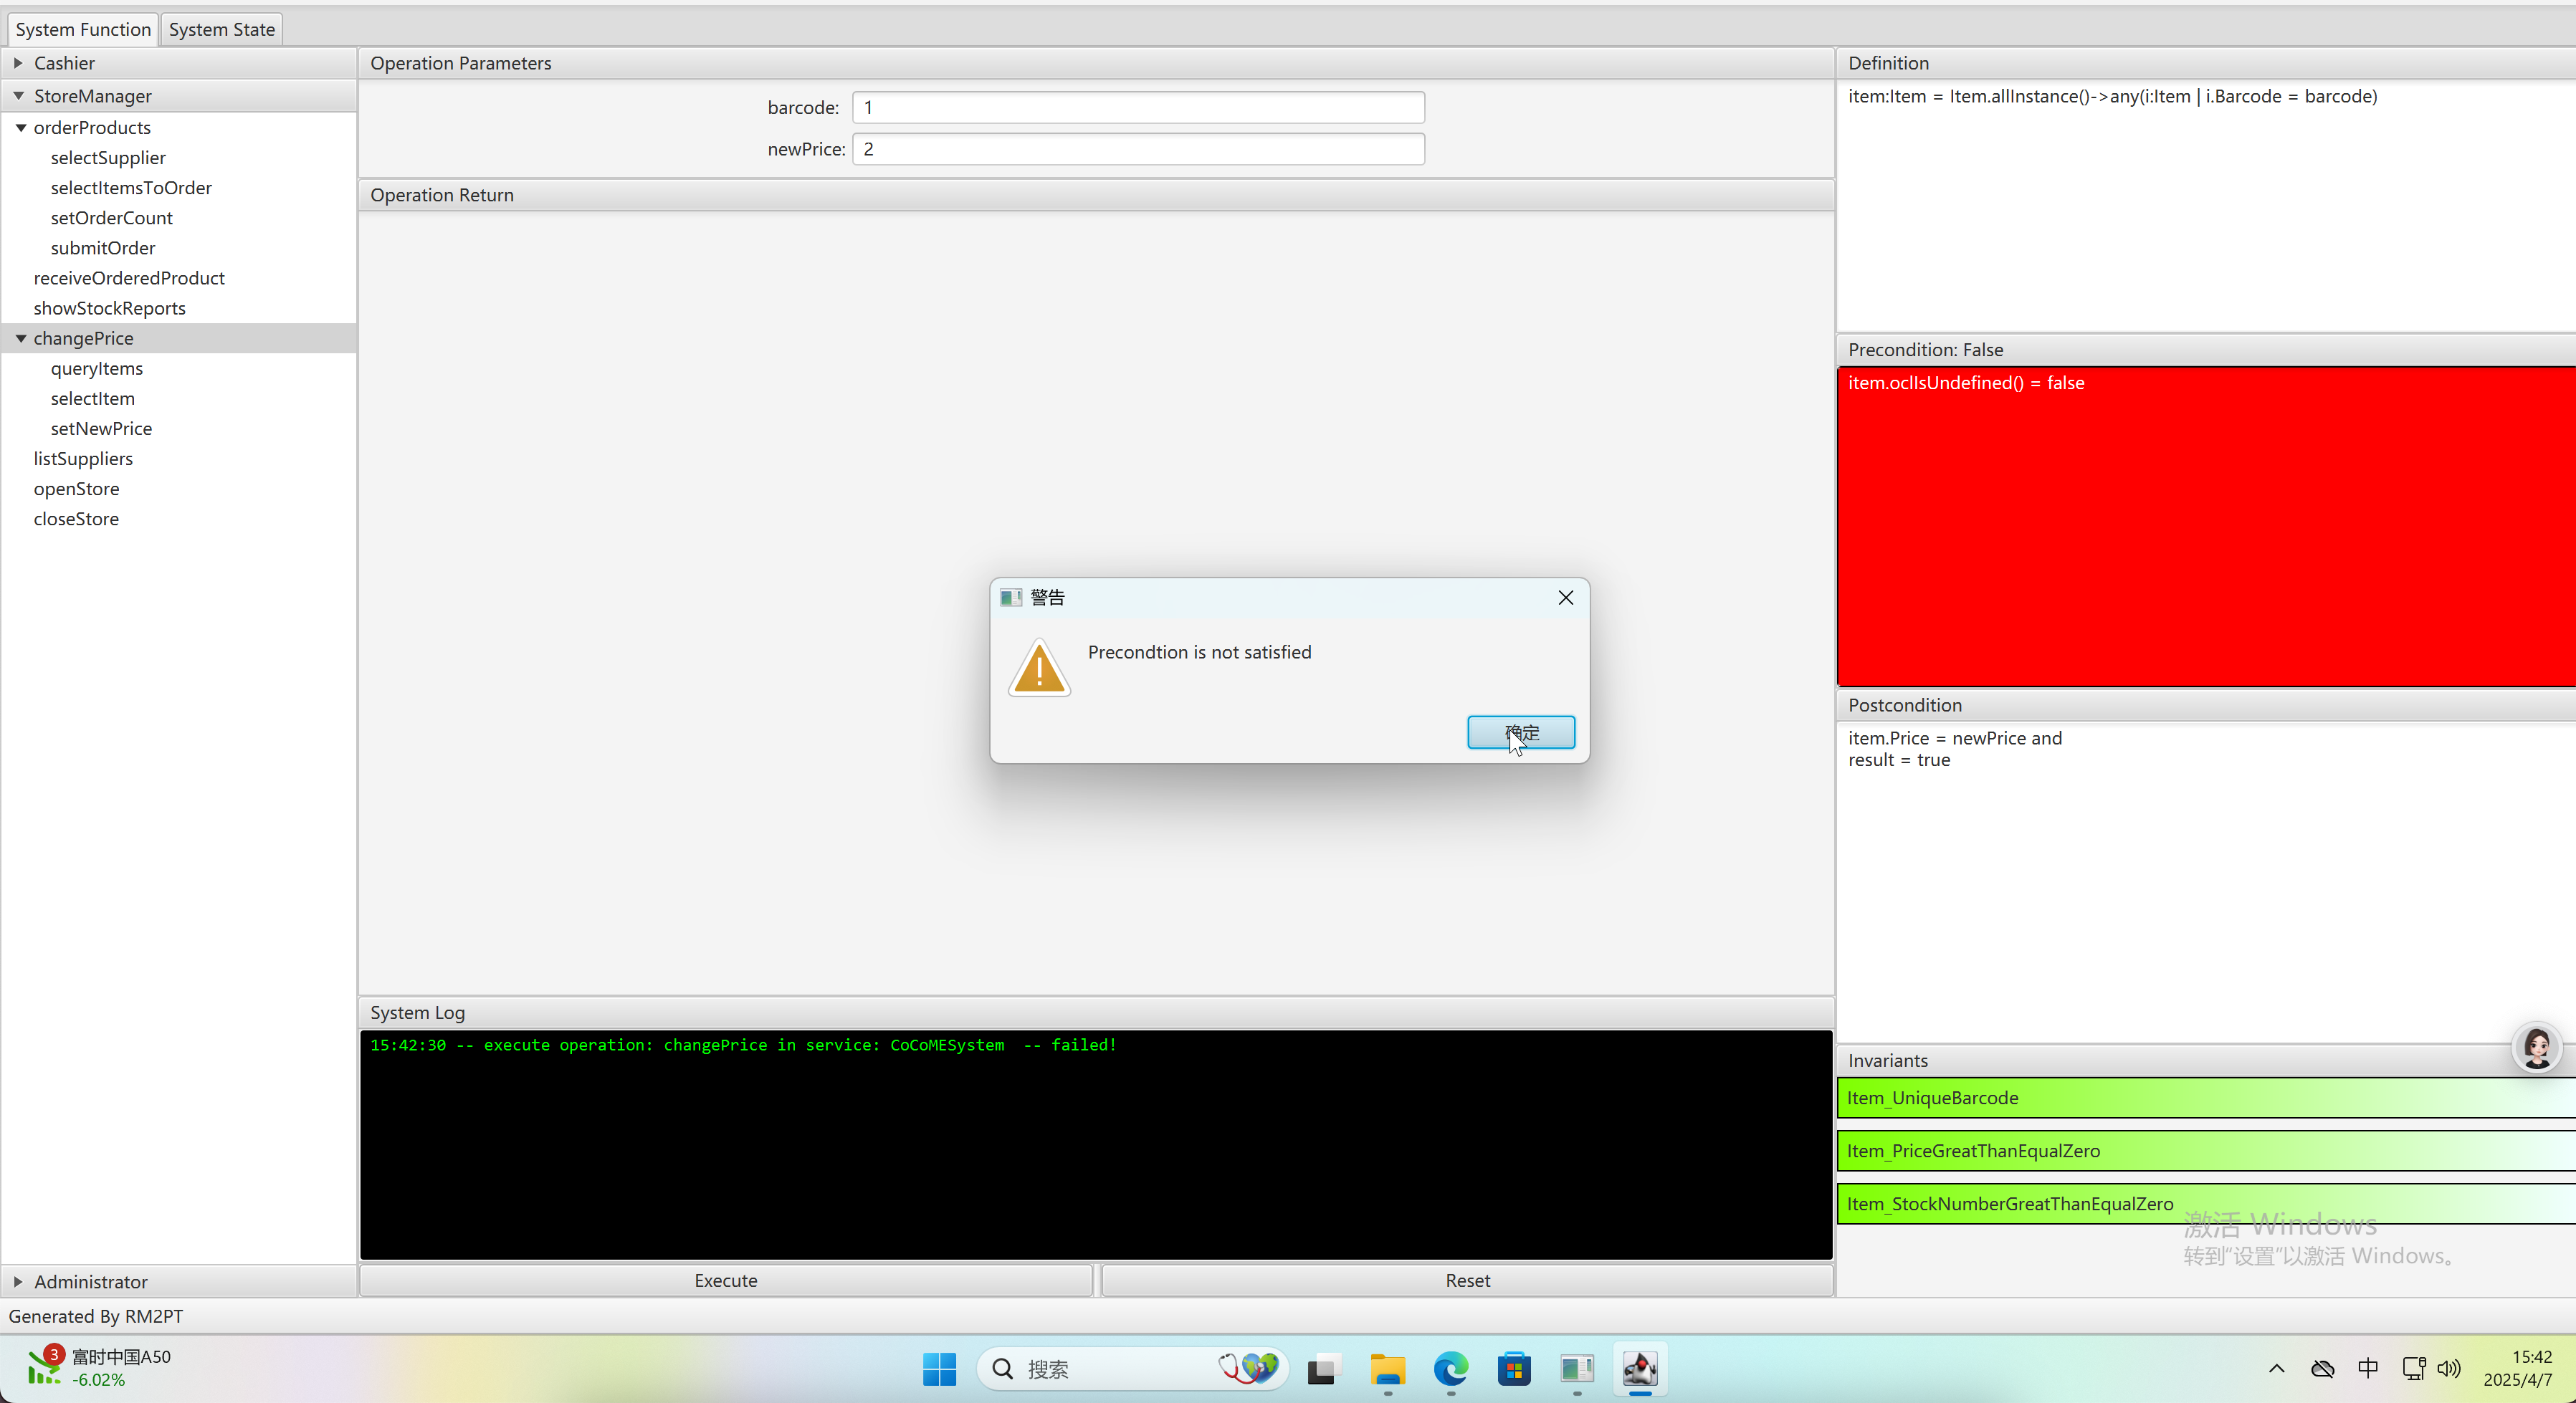 System Function
System State
Cashier
StoreManager
orderProducts
selectSupplier
selectItemsToOrder
setOrderCount
submitOrder
receiveOrderedProduct
showStockReports
changePrice
queryItems
selectItem
setNewPrice
listSuppliers
openStore
closeStore
Administrator
Operation Parameters
barcode: 1
newPrice: 2
Operation Return
警告
Precondtion is not satisfied
确定
System Log
15:42:30 -- execute operation: changePrice in service: CoCoMESystem -- failed!
Execute
Reset
Definition
item:Item = Item.allInstance()->any(i:Item | i.Barcode = barcode)
Precondition: False
item.oclIsUndefined() = false
Postcondition
item.Price = newPrice and
result = true
Invariants
Item_UniqueBarcode
Item_PriceGreatThanEqualZero
Item_StockNumberGreatThanEqualZero
激活 Windows
转到“设置”以激活 Windows。
Generated By RM2PT
3
富时中国A50
-6.02%
搜索
中
15:42
2025/4/7